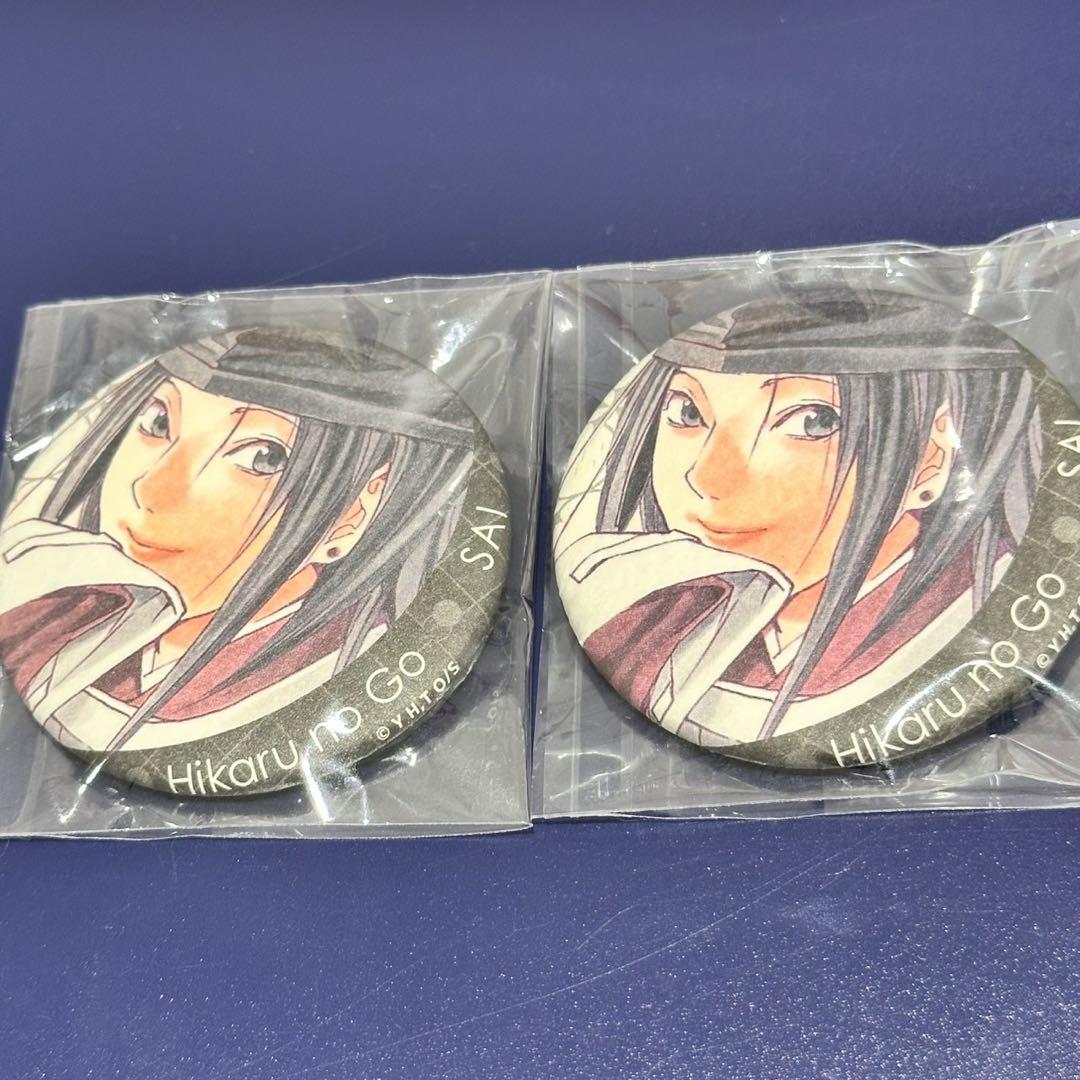 SAI
Hikaru no Go
© Y.H,T.O/S
SAI
Hikaru no Go
© Y.H,T.